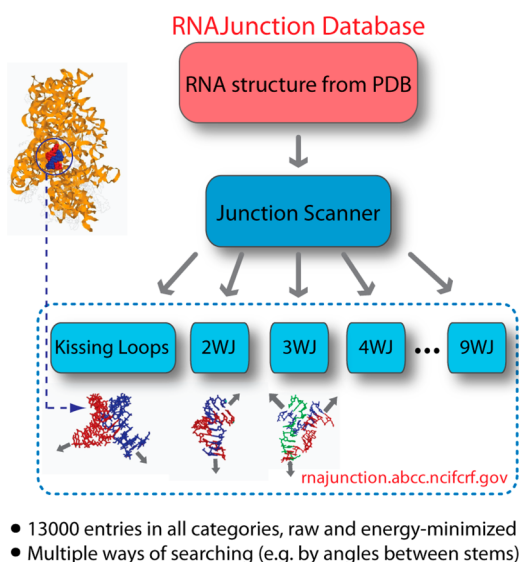 RNAJunction Database
RNA structure from PDB
Junction Scanner
Kissing Loops
2WJ
3WJ
4WJ
•••
9WJ
rnajunction.abcc.ncifcrf.gov
• 13000 entries in all categories, raw and energy-minimized
• Multiple ways of searching (e.g. by angles between stems)